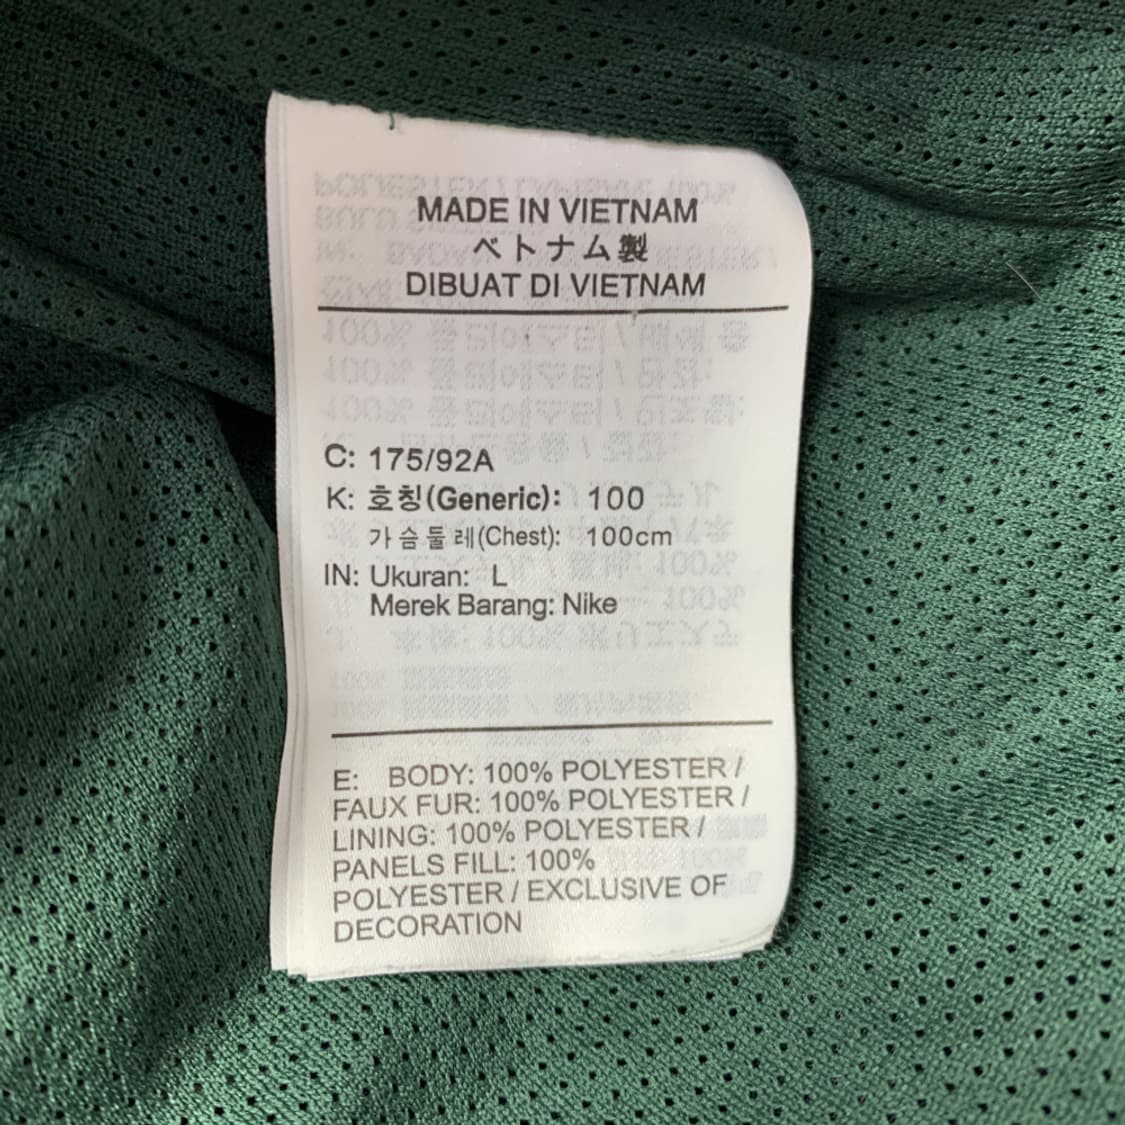 MADE IN VIETNAM
ベトナム製
DIBUAT DI VIETNAM
C: 175/92A
K: 호칭(Generic): 100
가슴둘레(Chest): 100cm
IN: Ukuran: L
Merek Barang: Nike
E: BODY: 100% POLYESTER /
FAUX FUR: 100% POLYESTER /
LINING: 100% POLYESTER /
PANELS FILL: 100%
POLYESTER / EXCLUSIVE OF
DECORATION